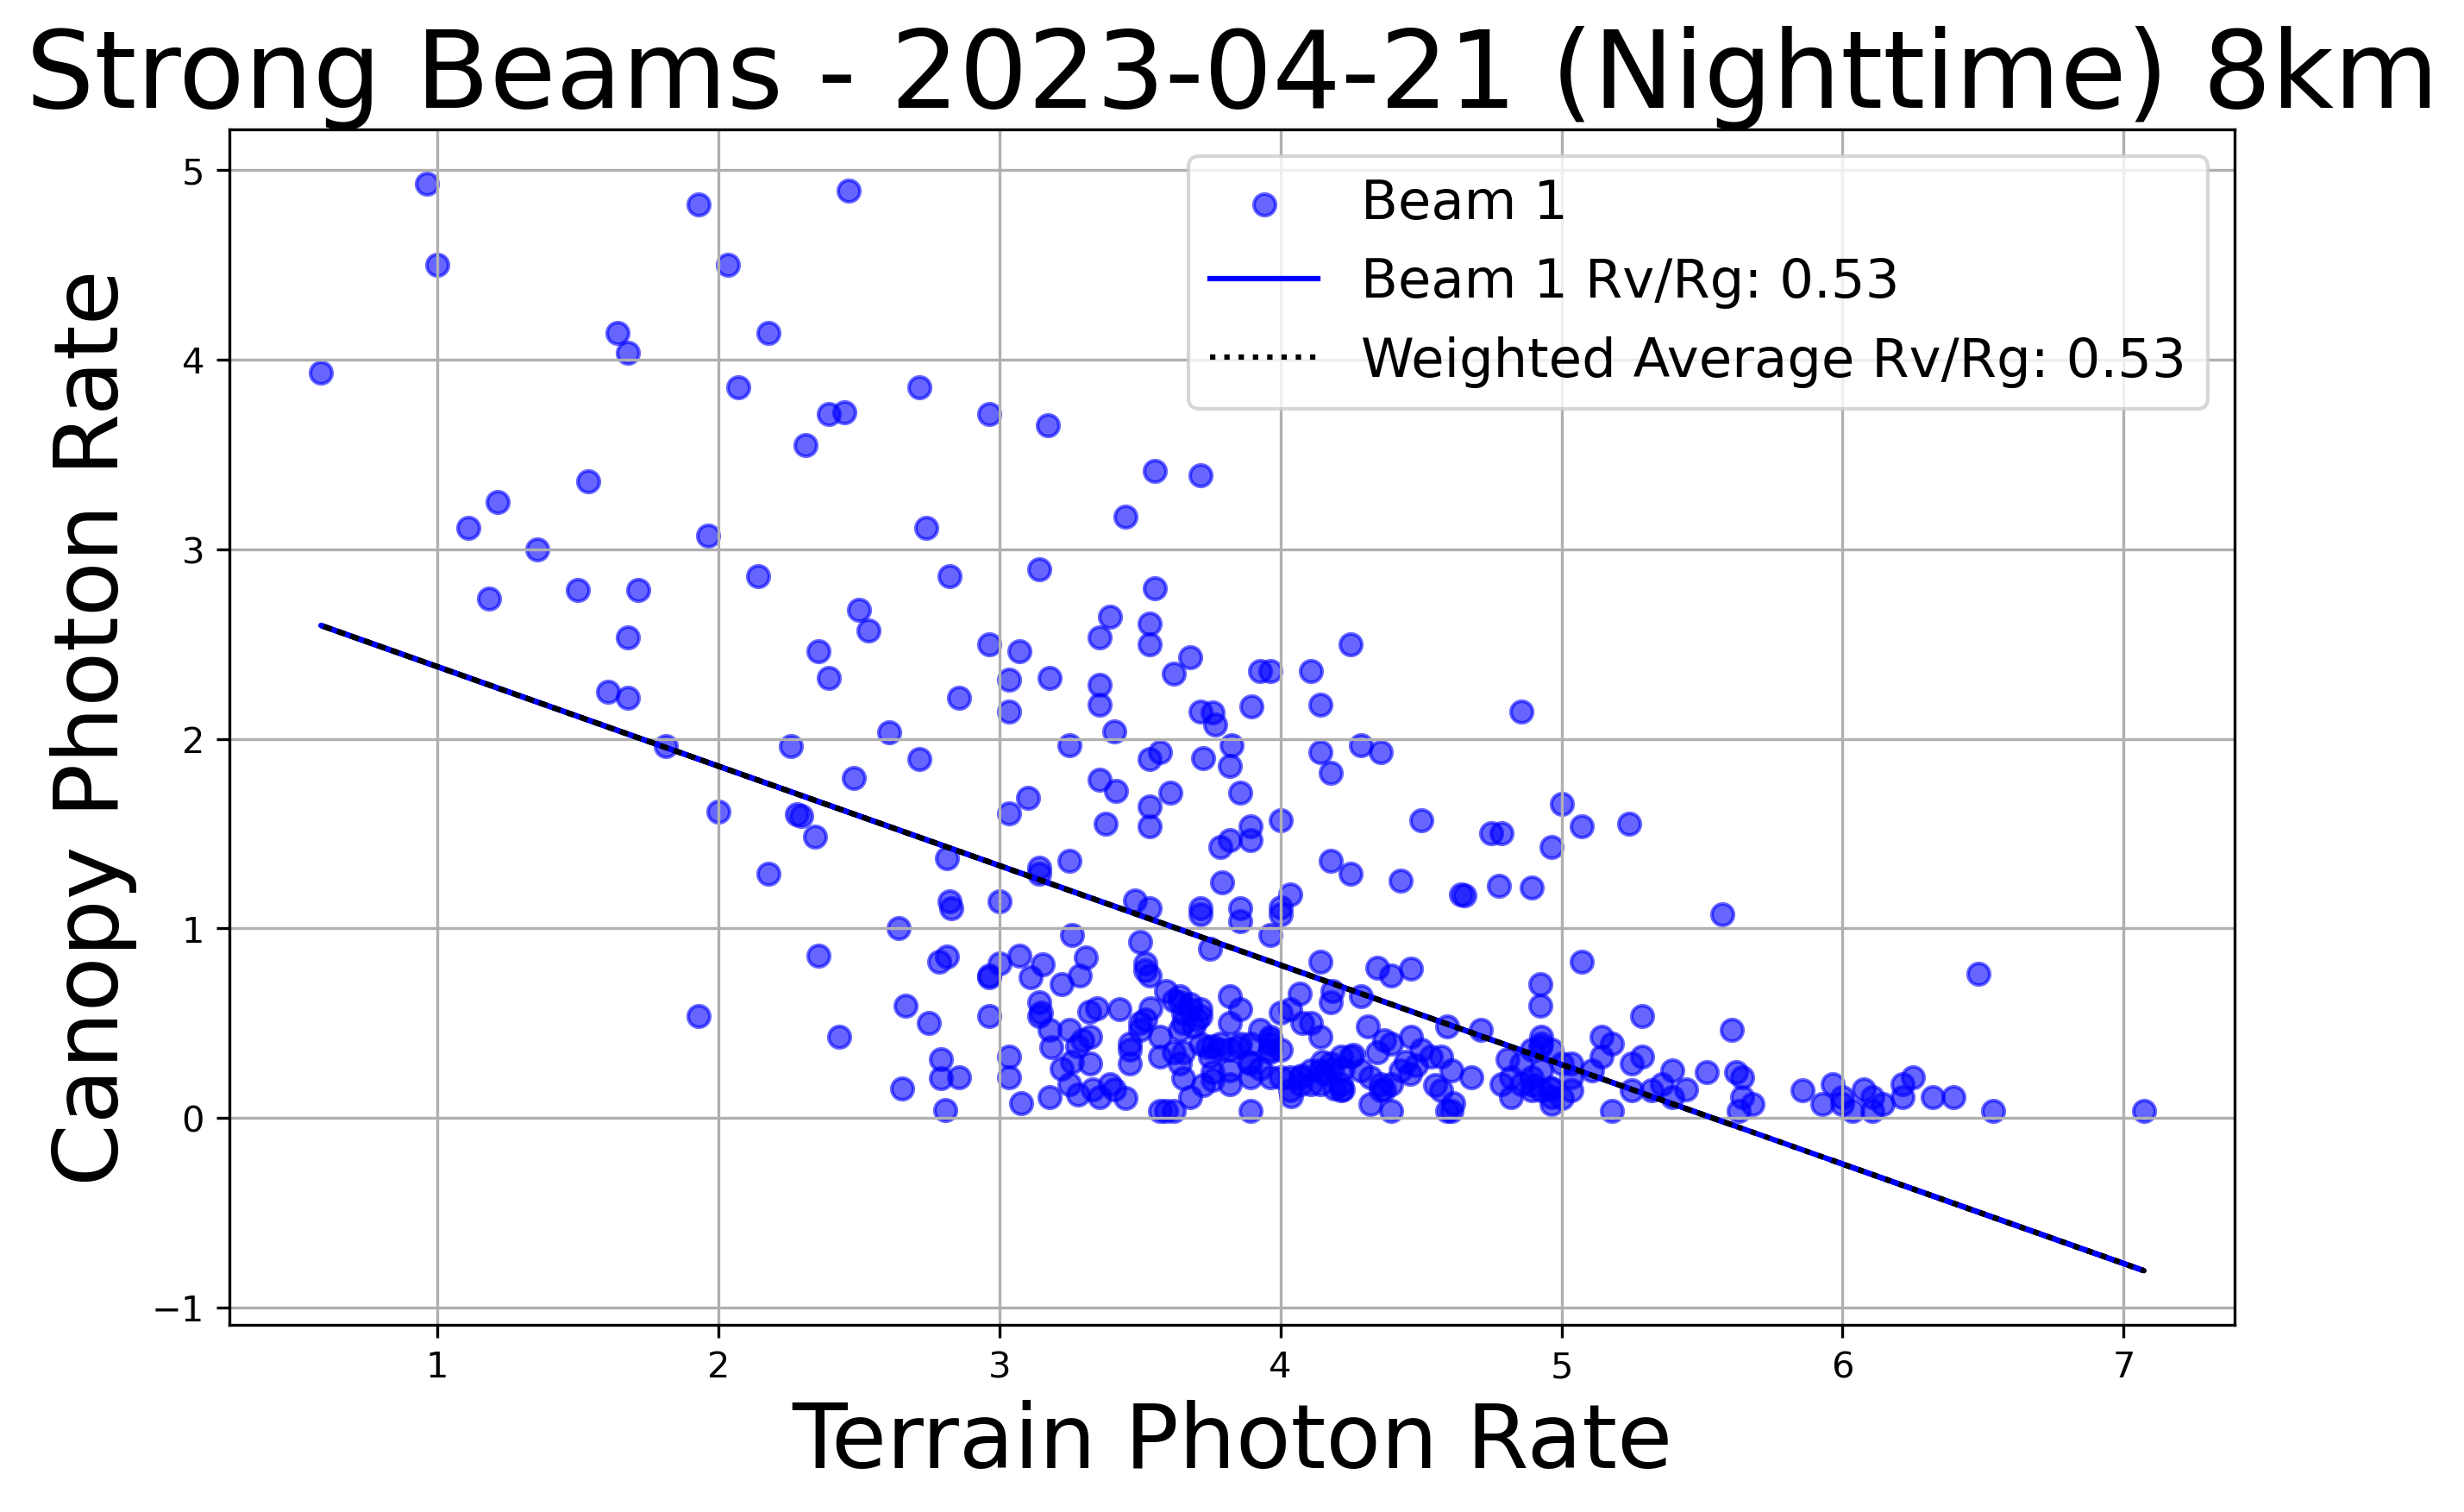 Strong Beams - 2023-04-21 (Nighttime) 8km
Beam 1
Beam 1 Rv/Rg: 0.53
Weighted Average Rv/Rg: 0.53
Canopy Photon Rate
5
4
3
2
1
0
−1
1 2 3 4 5 6 7
Terrain Photon Rate